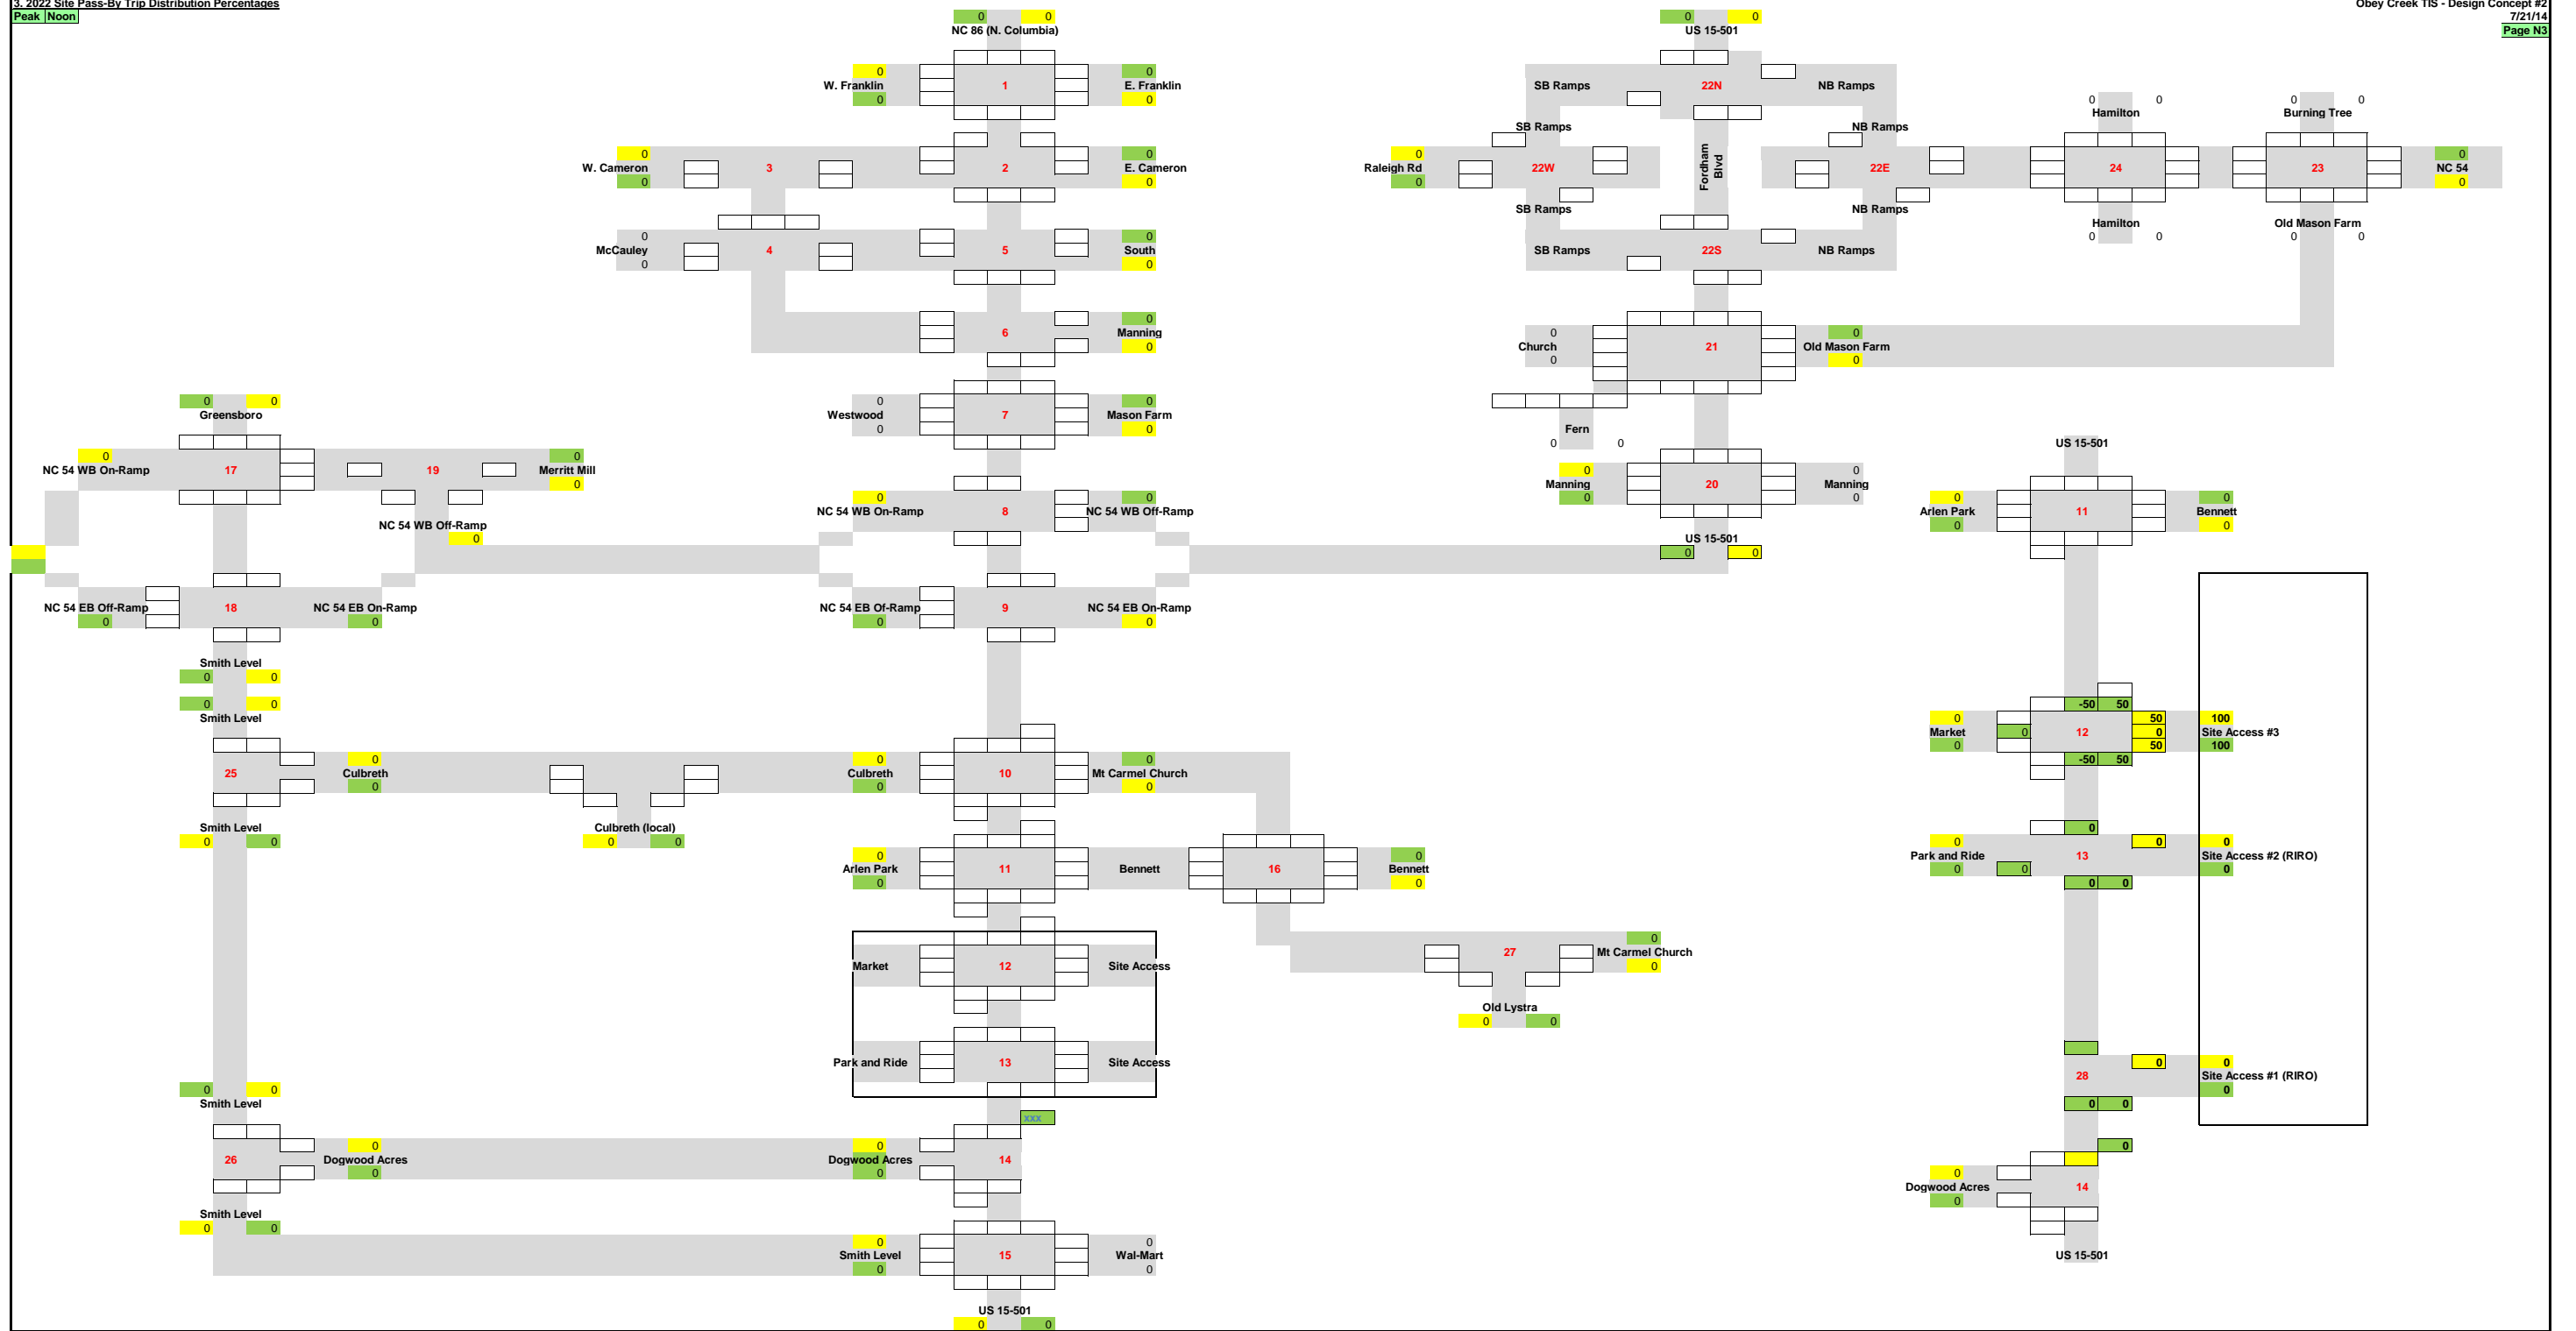 3. 2022 Site Pass-By Trip Distribution Percentages
Obey Creek TIS - Design Concept #2
Peak Noon
7/21/14
Page N3
0 0
NC 86 (N. Columbia)
0 0
US 15-501
0 0
W. Franklin 1 E. Franklin
0 0
SB Ramps 22N NB Ramps
0 0
Hamilton
0 0
Burning Tree
SB Ramps NB Ramps
0 0
W. Cameron 3 2 E. Cameron
0 0
0
Raleigh Rd 22W
0
Fordham
Blvd
22E 24 23
0
NC 54
0
SB Ramps NB Ramps
Hamilton
0 0
Old Mason Farm
0 0
0 0
McCauley 4 5 South
0 0
SB Ramps 22S NB Ramps
0
6 Manning
0
0 0
Church 21 Old Mason Farm
0 0
0 0
Greensboro
0 0
Westwood 7 Mason Farm
0 0
Fern
0 0
US 15-501
0 0
NC 54 WB On-Ramp 17 19 Merritt Mill
0
0 0
Manning 20 Manning
0 0
0 0
NC 54 WB On-Ramp 8 NC 54 WB Off-Ramp
0 0
Arlen Park 11 Bennett
0 0
NC 54 WB Off-Ramp
0
US 15-501
0 0
NC 54 EB Off-Ramp 18 NC 54 EB On-Ramp
0 0
NC 54 EB Of-Ramp 9 NC 54 EB On-Ramp
0 0
Smith Level
0 0
0 0
Smith Level
-50 50
0 50 100
Market 0 12 0 Site Access #3
0 50 100
-50 50
0 0 0
25 Culbreth Culbreth 10 Mt Carmel Church
0 0 0
Smith Level
0 0
Culbreth (local)
0 0
0
0 0 0
Park and Ride 13 Site Access #2 (RIRO)
0 0 0
0 0
0 0
Arlen Park 11 Bennett 16 Bennett
0 0
Market 12 Site Access
0
27 Mt Carmel Church
0
Old Lystra
0 0
Park and Ride 13 Site Access
0 0
28 Site Access #1 (RIRO)
0
0 0
0 0
Smith Level
xxx
0 0
26 Dogwood Acres Dogwood Acres 14
0 0
0
0
Dogwood Acres 14
0
Smith Level
0 0
0 0
Smith Level 15 Wal-Mart
0 0
US 15-501
US 15-501
0 0